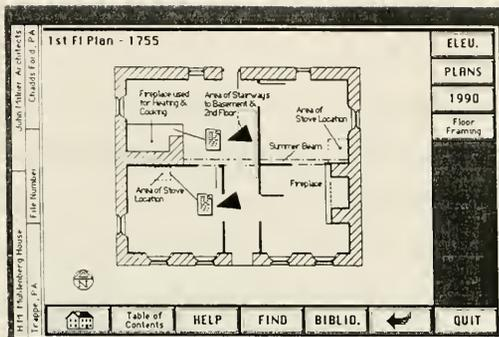 John Milner Architects
Chadds Ford, PA
File Number
H M Muhlenberg House
Trappe, PA
1st Fl Plan - 1755
Fireplace used
for Heating &
Cooking
Area of Stairways
to Basement &
2nd Floor
Area of
Stove Location
Summer Beam
Fireplace
Area of Stove
Location
N
ELEV.
PLANS
1990
Floor
Framing
Table of
Contents
HELP
FIND
BIBLIO.
QUIT